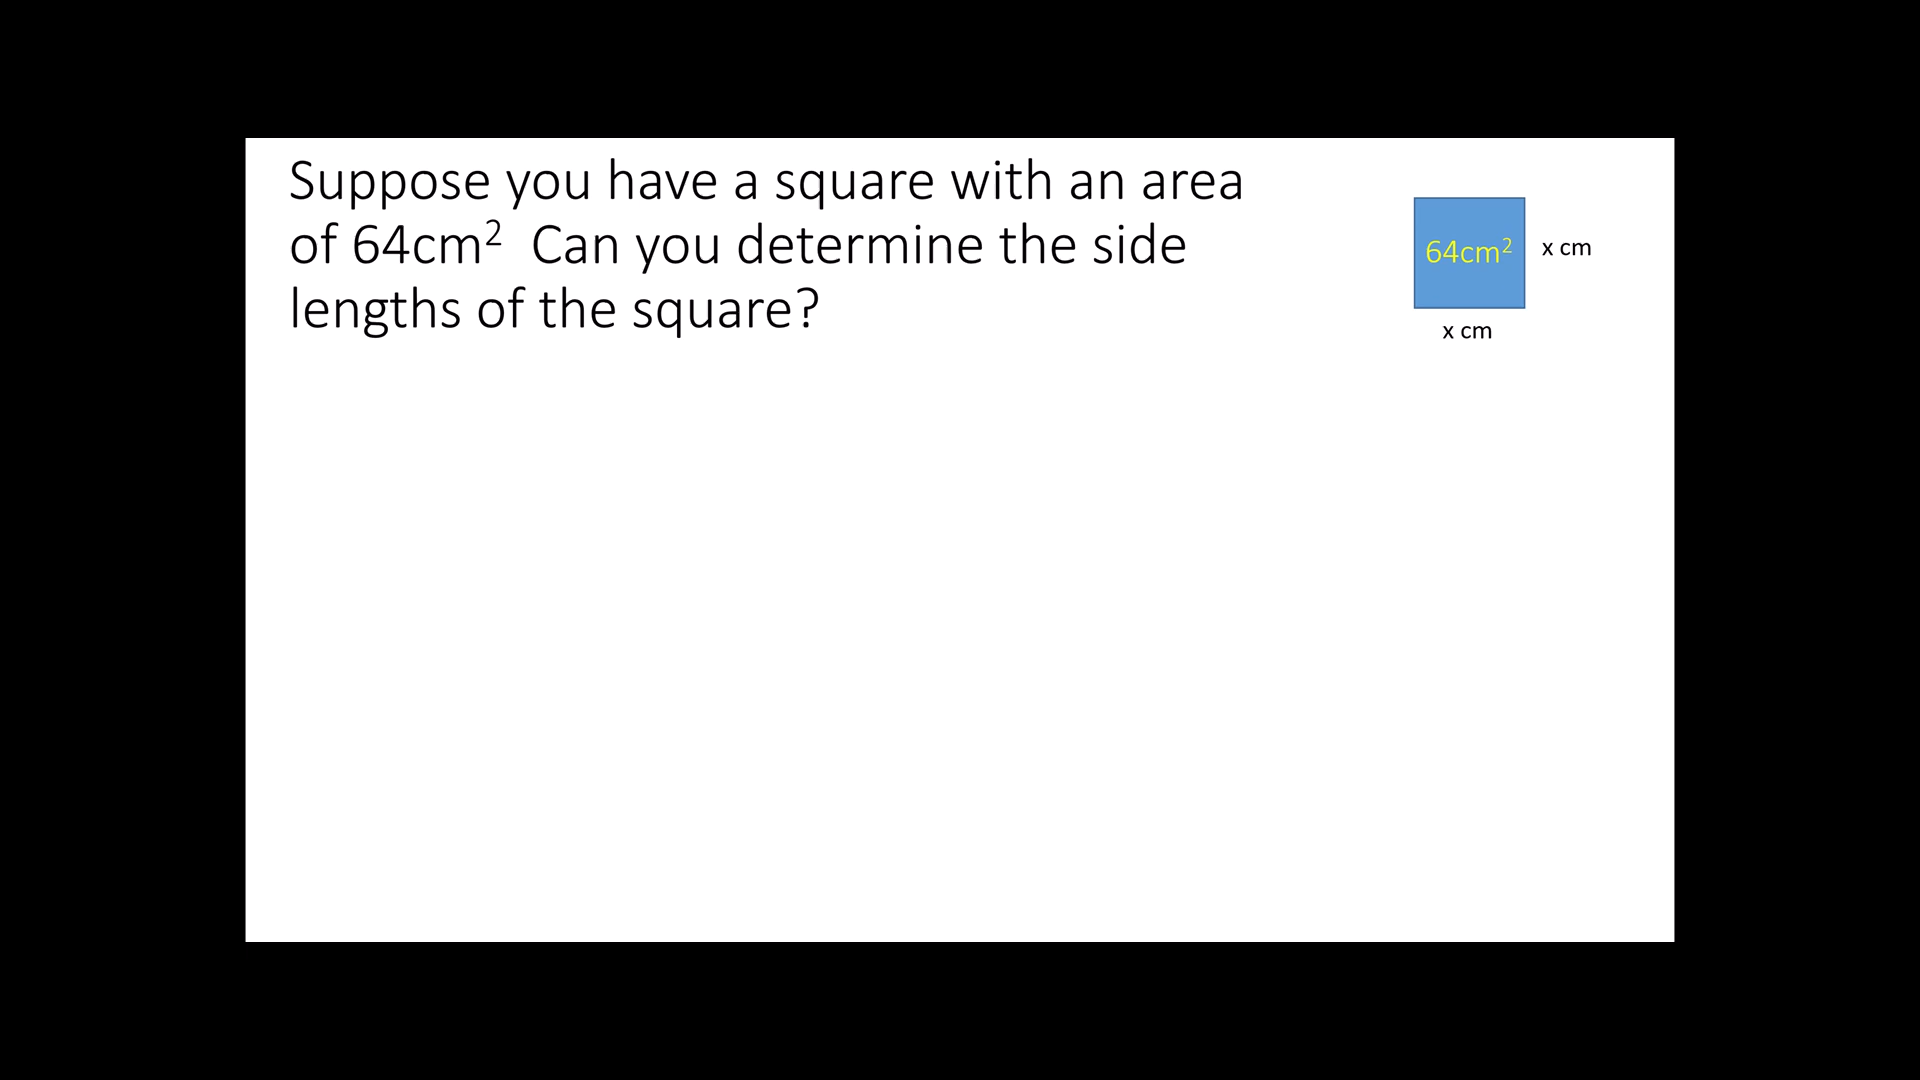 Suppose you have a square with an area
of 64cm²  Can you determine the side
lengths of the square?
64cm²
x cm
x cm